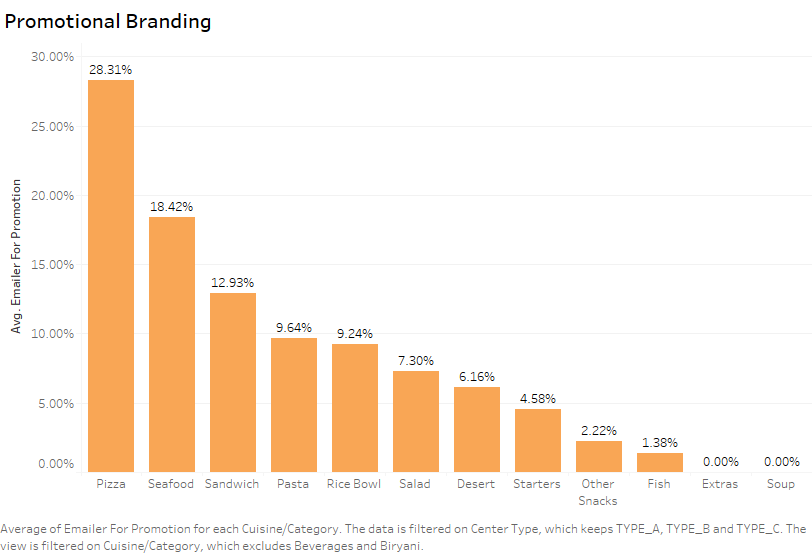 Promotional Branding
30.00%
25.00%
20.00%
15.00%
10.00%
5.00%
0.00%
Avg. Emailer For Promotion
28.31%
18.42%
12.93%
9.64%
9.24%
7.30%
6.16%
4.58%
2.22%
1.38%
0.00%
0.00%
Pizza
Seafood
Sandwich
Pasta
Rice Bowl
Salad
Desert
Starters
Other
Snacks
Fish
Extras
Soup
Average of Emailer For Promotion for each Cuisine/Category. The data is filtered on Center Type, which keeps TYPE_A, TYPE_B and TYPE_C. The
view is filtered on Cuisine/Category, which excludes Beverages and Biryani.